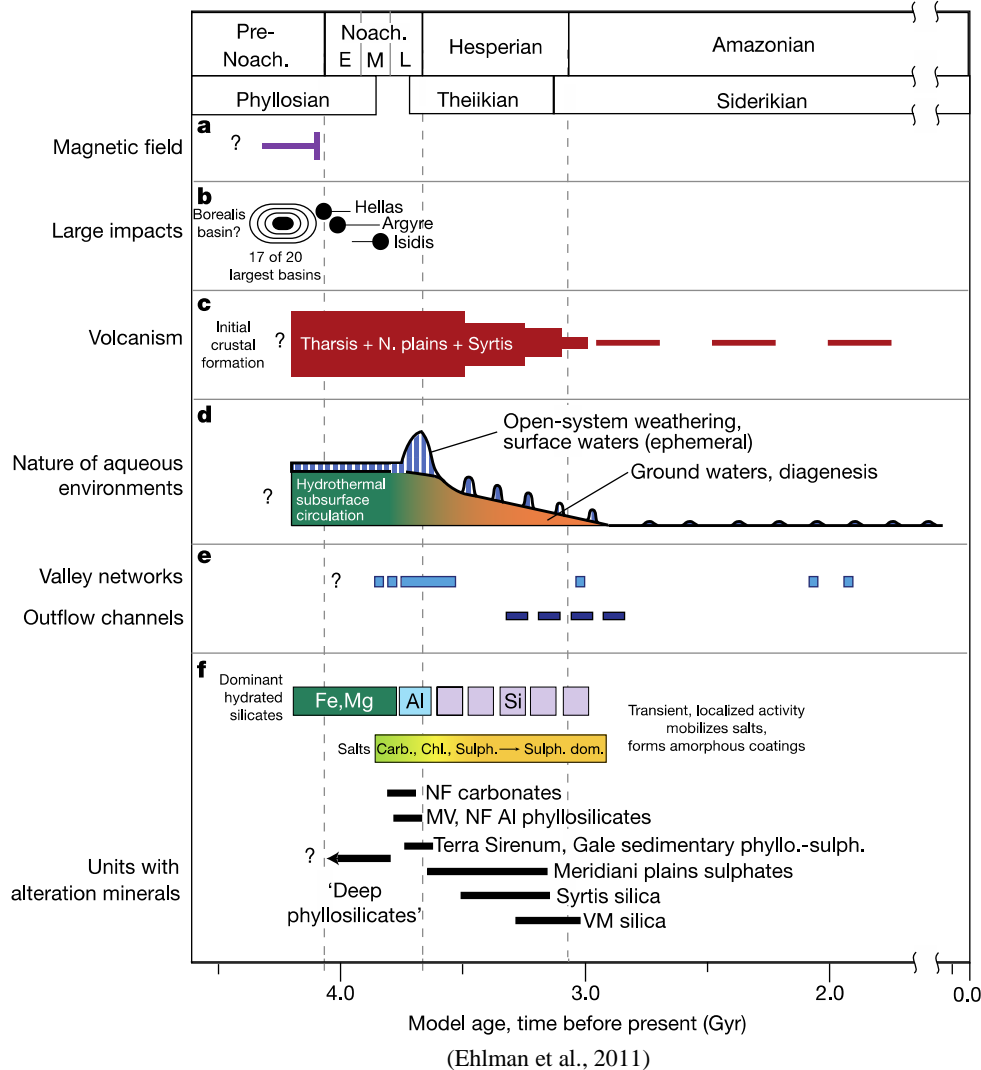 Pre-
Noach.
Noach.
E M L
Hesperian
Amazonian
Phyllosian
Theiikian
Siderikian
a
Magnetic field
?
b
Large impacts
Borealis
basin?
17 of 20
largest basins
Hellas
Argyre
Isidis
c
Volcanism
Initial
crustal
formation
?
Tharsis + N. plains + Syrtis
d
Nature of aqueous
environments
?
Hydrothermal
subsurface
circulation
Open-system weathering,
surface waters (ephemeral)
Ground waters, diagenesis
e
Valley networks
?
Outflow channels
f
Units with
alteration minerals
Dominant
hydrated
silicates
Fe,Mg
Al
Si
Transient, localized activity
mobilizes salts,
forms amorphous coatings
Salts
Carb., Chl., Sulph. → Sulph. dom.
NF carbonates
MV, NF Al phyllosilicates
Terra Sirenum, Gale sedimentary phyllo.-sulph.
?
'Deep
phyllosilicates'
Meridiani plains sulphates
Syrtis silica
VM silica
4.0 3.0 2.0 0.0
Model age, time before present (Gyr)
(Ehlman et al., 2011)